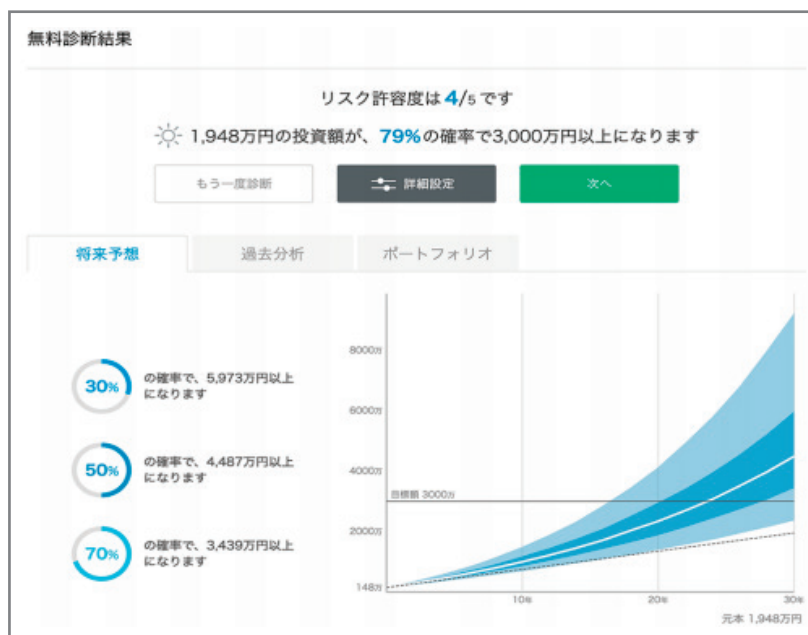 無料診断結果
リスク許容度は 4/5 です
1,948万円の投資額が、79%の確率で3,000万円以上になります
もう一度診断
詳細設定
次へ
将来予想
過去分析
ポートフォリオ
30%
の確率で、5,973万円以上
になります
50%
の確率で、4,487万円以上
になります
70%
の確率で、3,439万円以上
になります
8000万
6000万
4000万
目標額 3000万
2000万
148万
10年
20年
30年
元本 1,948万円